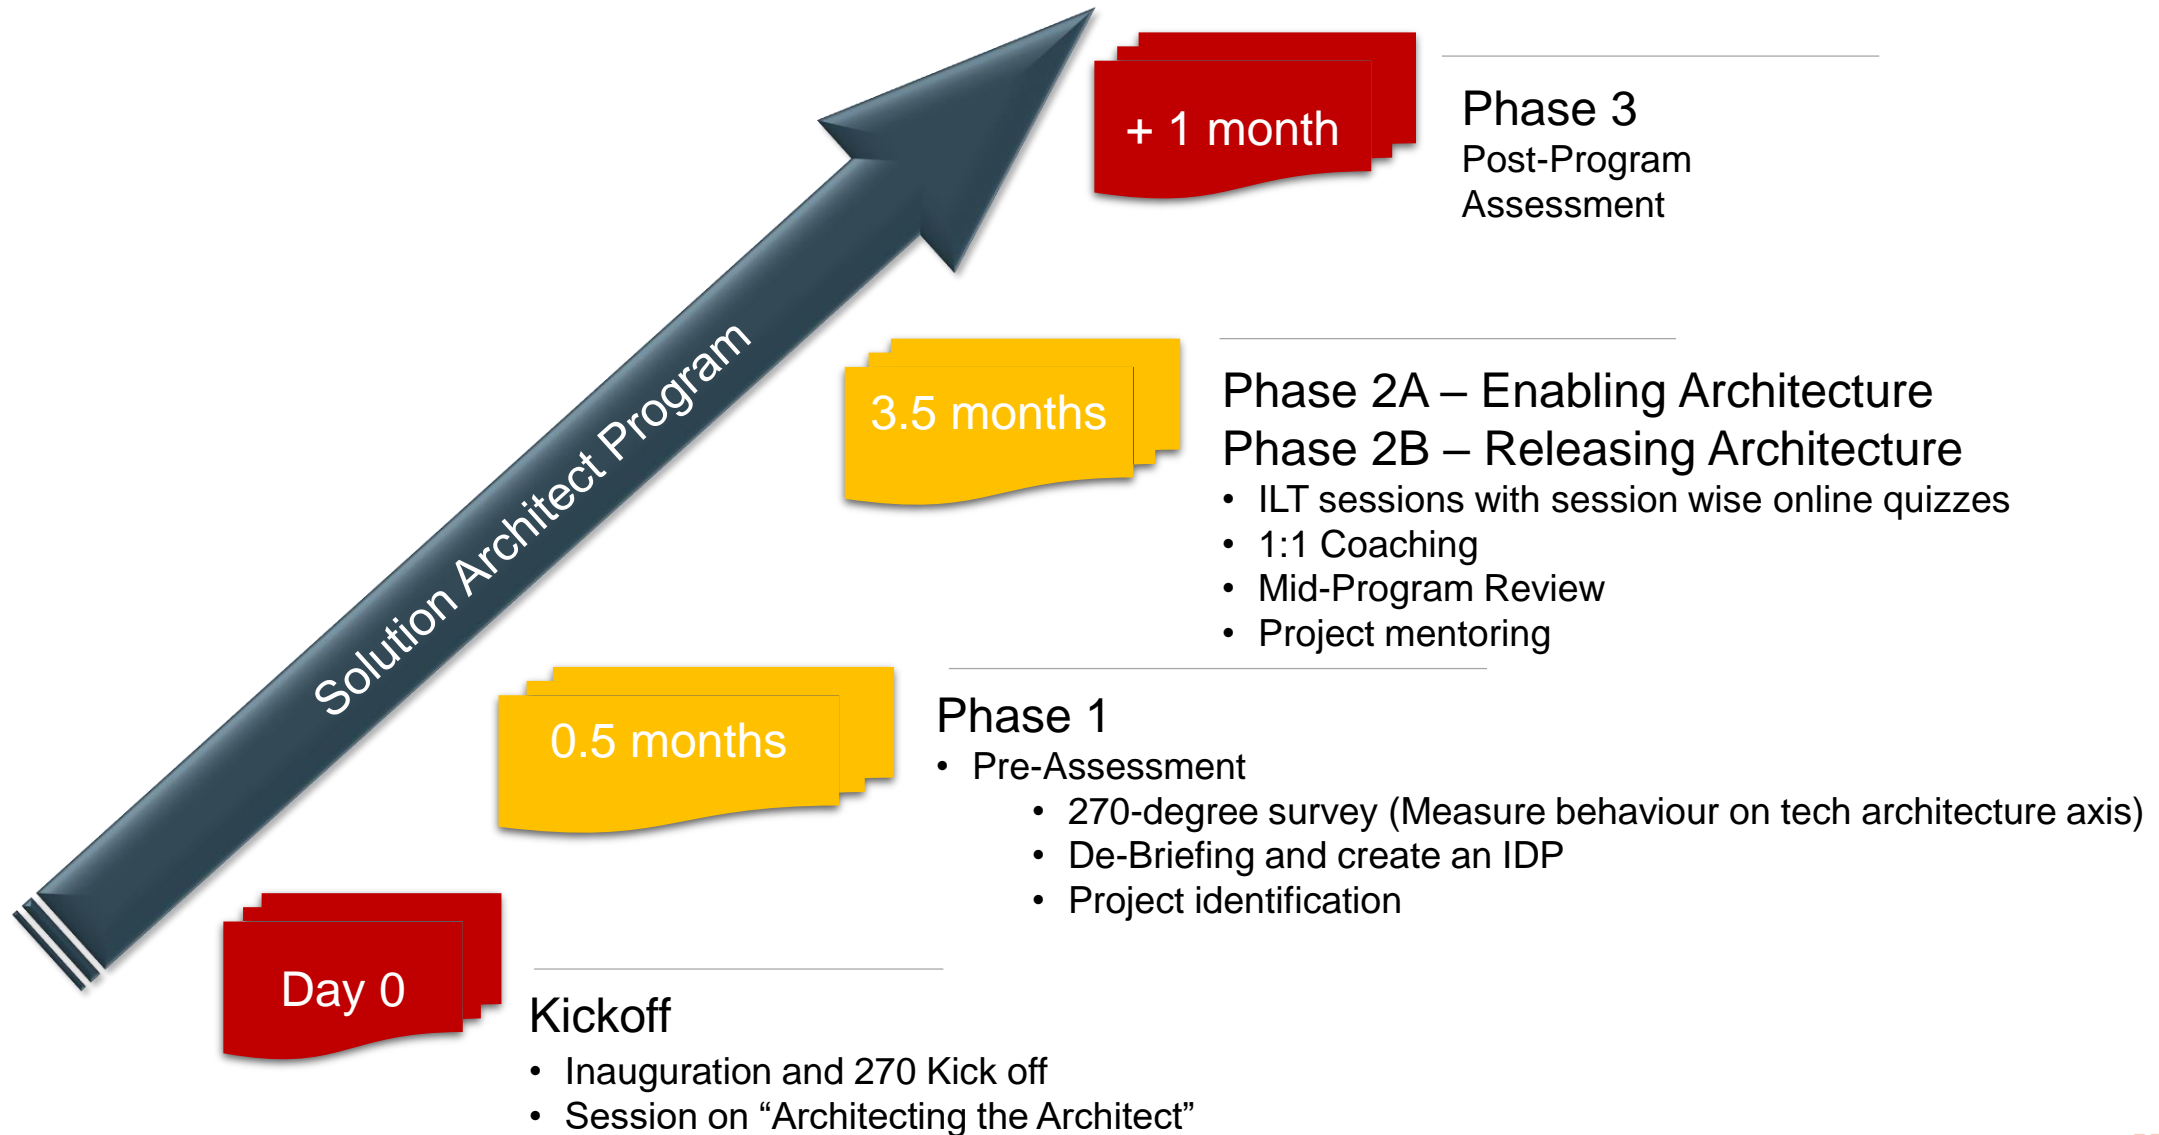 + 1 month
Phase 3
Post-Program
Assessment
Solution Architect Program
3.5 months
Phase 2A – Enabling Architecture
Phase 2B – Releasing Architecture
• ILT sessions with session wise online quizzes
• 1:1 Coaching
• Mid-Program Review
• Project mentoring
0.5 months
Phase 1
• Pre-Assessment
• 270-degree survey (Measure behaviour on tech architecture axis)
• De-Briefing and create an IDP
• Project identification
Day 0
Kickoff
• Inauguration and 270 Kick off
• Session on “Architecting the Architect”